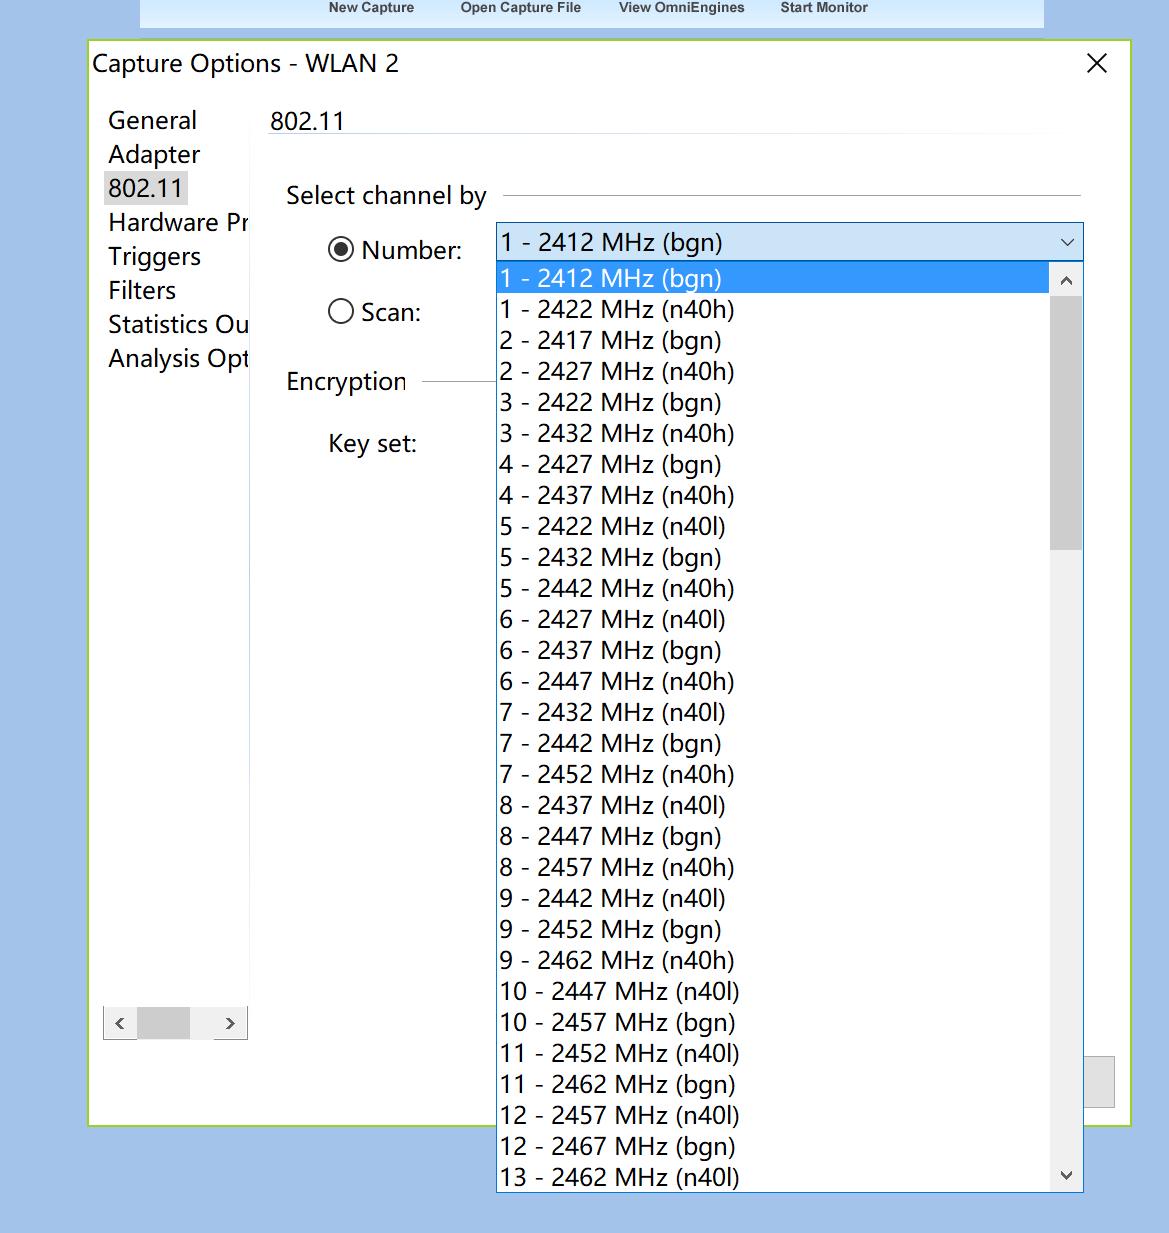 New Capture Open Capture File View OmniEngines Start Monitor
Capture Options - WLAN 2
General
Adapter
802.11
Hardware Pr
Triggers
Filters
Statistics Ou
Analysis Opt
802.11
Select channel by
Number: 1 - 2412 MHz (bgn)
Scan:
Encryption
Key set:
1 - 2412 MHz (bgn)
1 - 2422 MHz (n40h)
2 - 2417 MHz (bgn)
2 - 2427 MHz (n40h)
3 - 2422 MHz (bgn)
3 - 2432 MHz (n40h)
4 - 2427 MHz (bgn)
4 - 2437 MHz (n40h)
5 - 2422 MHz (n40l)
5 - 2432 MHz (bgn)
5 - 2442 MHz (n40h)
6 - 2427 MHz (n40l)
6 - 2437 MHz (bgn)
6 - 2447 MHz (n40h)
7 - 2432 MHz (n40l)
7 - 2442 MHz (bgn)
7 - 2452 MHz (n40h)
8 - 2437 MHz (n40l)
8 - 2447 MHz (bgn)
8 - 2457 MHz (n40h)
9 - 2442 MHz (n40l)
9 - 2452 MHz (bgn)
9 - 2462 MHz (n40h)
10 - 2447 MHz (n40l)
10 - 2457 MHz (bgn)
11 - 2452 MHz (n40l)
11 - 2462 MHz (bgn)
12 - 2457 MHz (n40l)
12 - 2467 MHz (bgn)
13 - 2462 MHz (n40l)